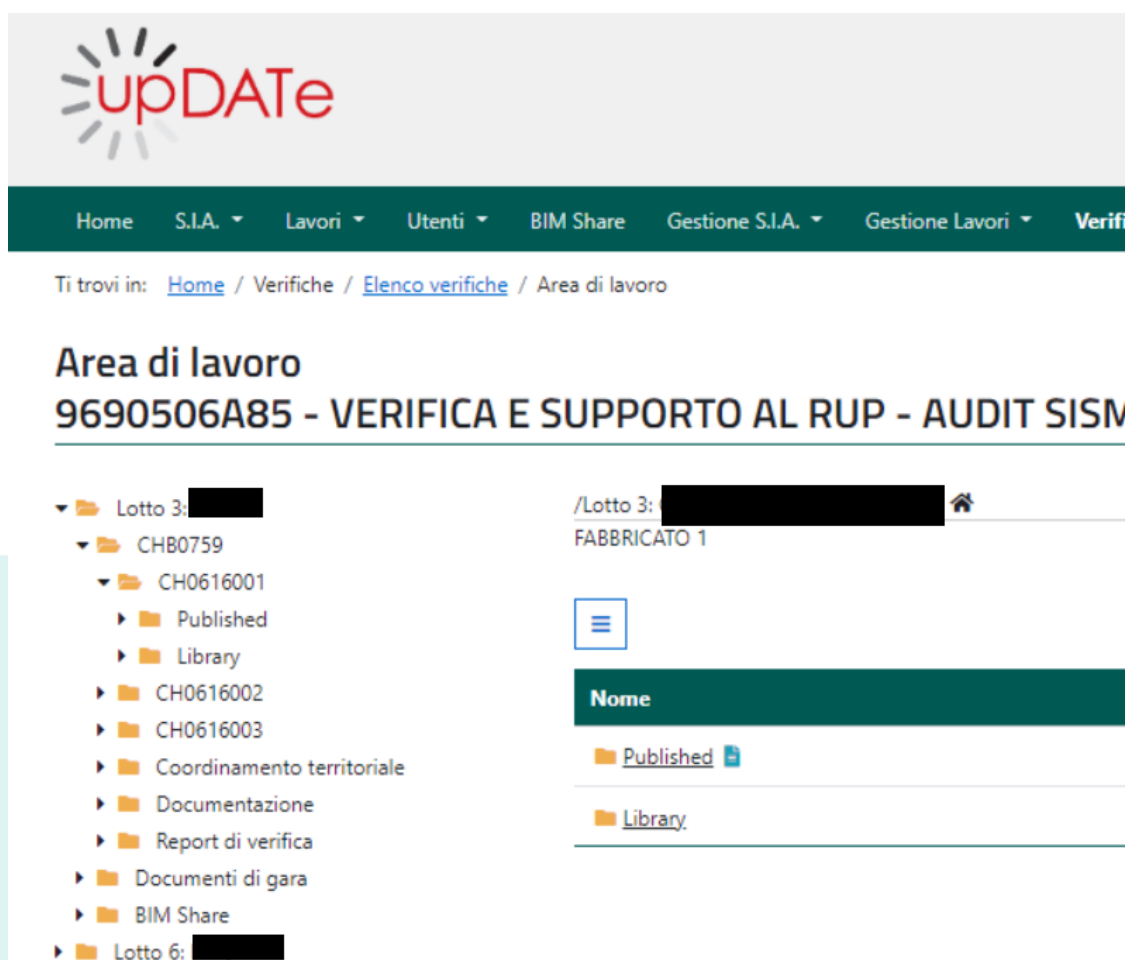 upDATe
Home S.I.A. Lavori Utenti BIM Share Gestione S.I.A. Gestione Lavori Verifi
Ti trovi in: Home / Verifiche / Elenco verifiche / Area di lavoro
Area di lavoro
9690506A85 - VERIFICA E SUPPORTO AL RUP - AUDIT SISM
Lotto 3:
CHB0759
CH0616001
Published
Library
CH0616002
CH0616003
Coordinamento territoriale
Documentazione
Report di verifica
Documenti di gara
BIM Share
Lotto 6:
/Lotto 3:
FABBRICATO 1
Nome
Published
Library